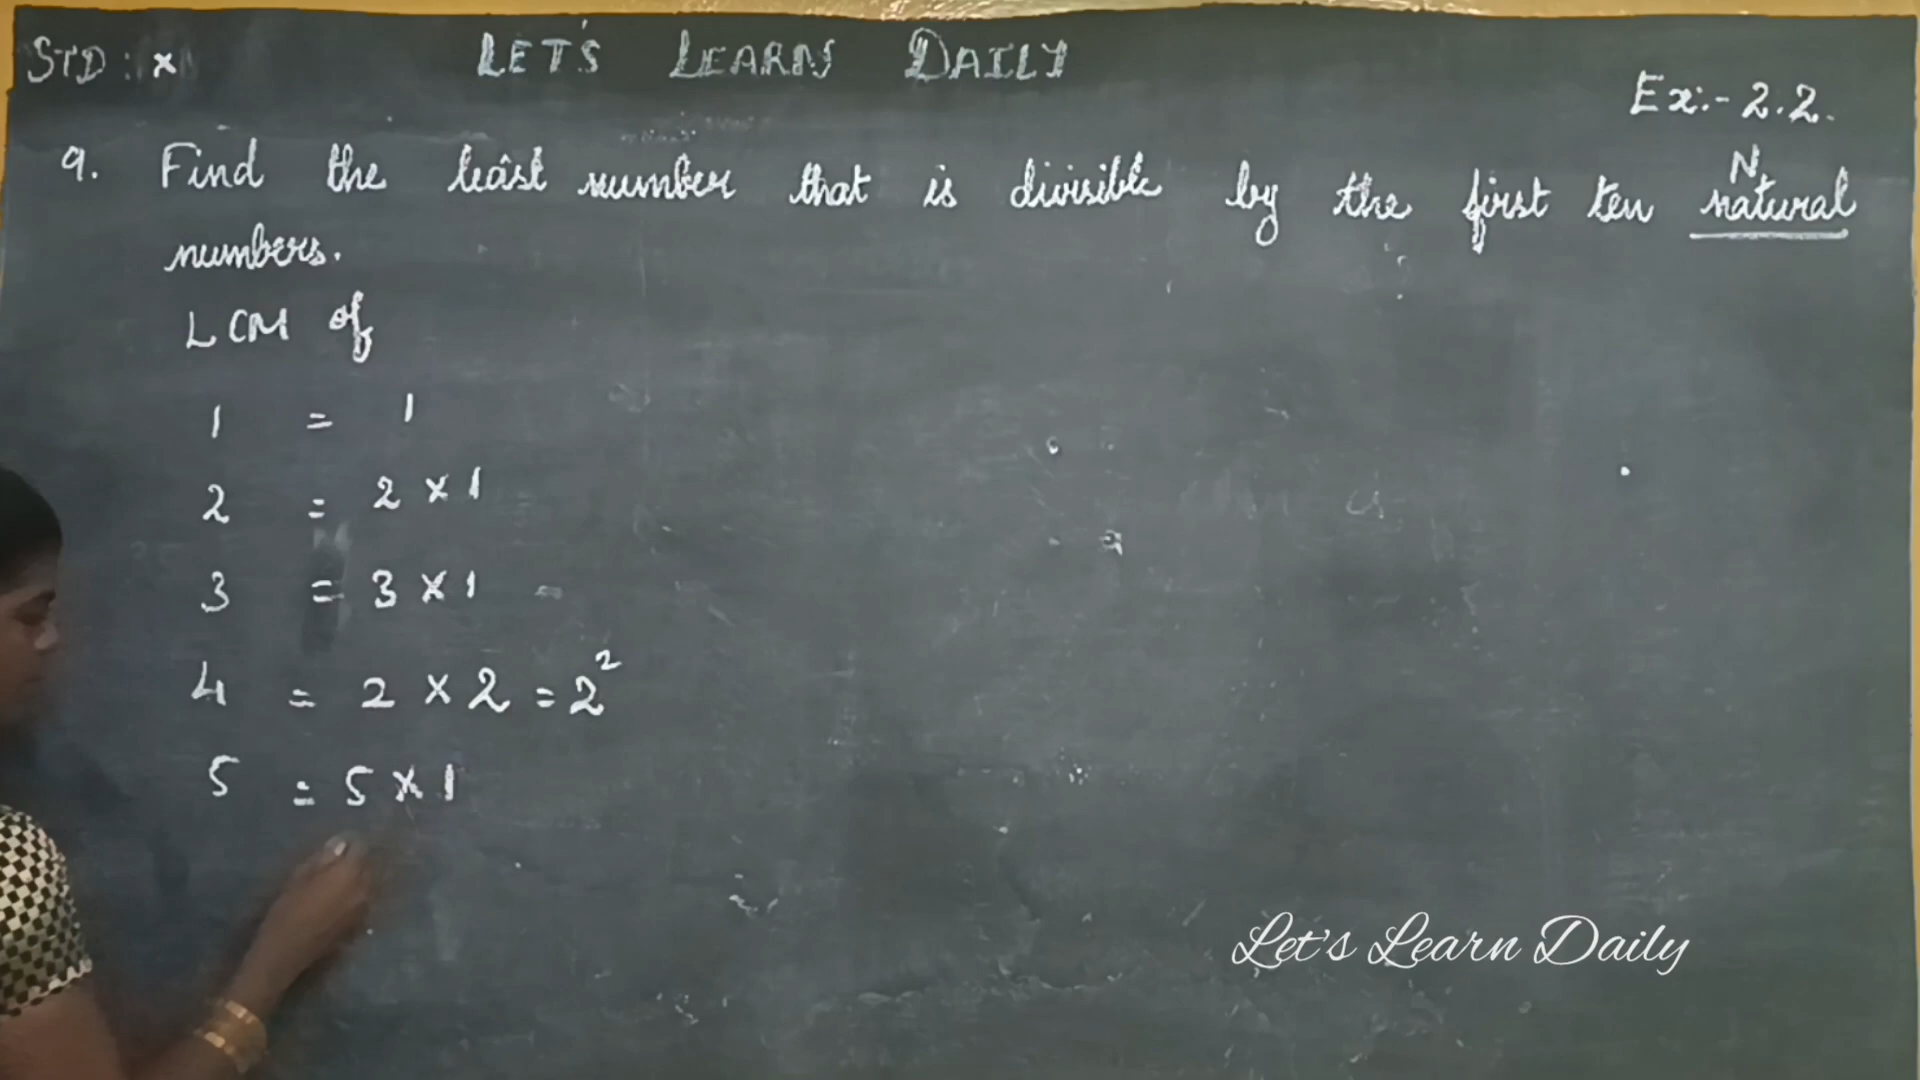 STD : X
LET'S LEARN DAILY
Ex:- 2.2.
9. Find the least number that is divisible by the first ten natural
N
numbers.
LCM of
1 = 1
2 = 2 × 1
3 = 3 × 1
4 = 2 × 2 = 2²
5 = 5 × 1
Let's Learn Daily